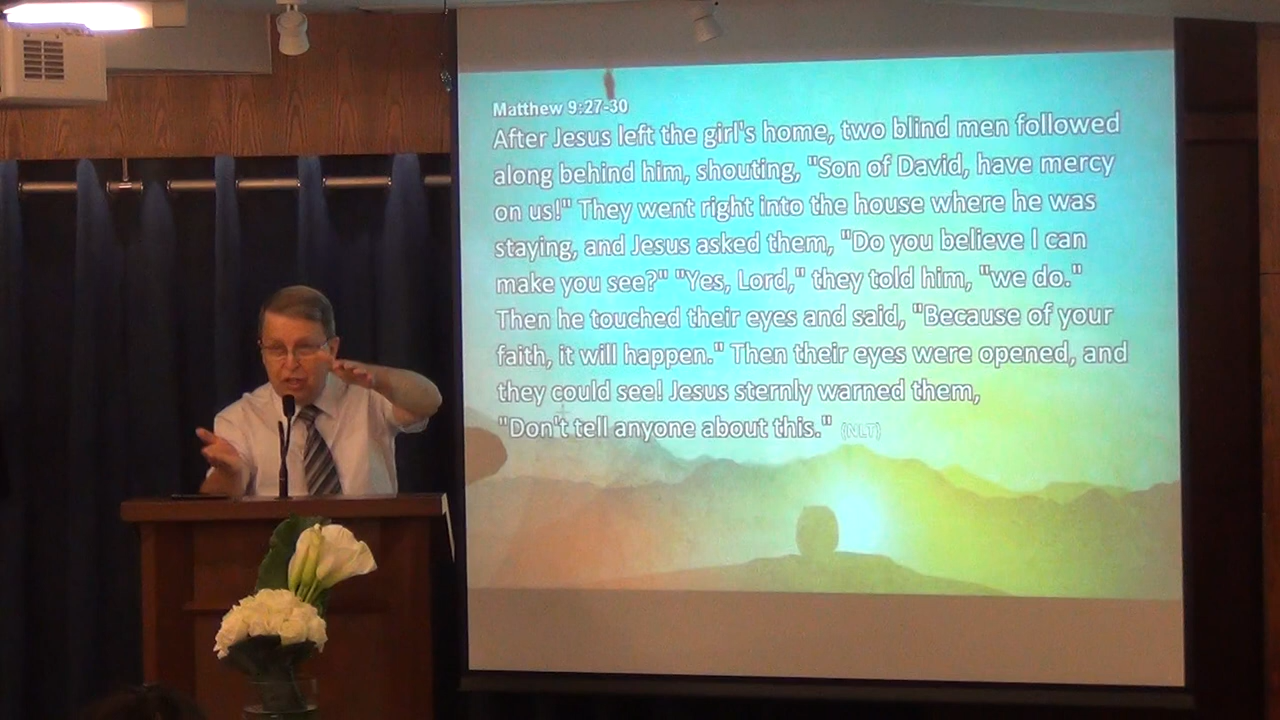 Matthew 9:27-30
After Jesus left the girl's home, two blind men followed
along behind him, shouting, "Son of David, have mercy
on us!" They went right into the house where he was
staying, and Jesus asked them, "Do you believe I can
make you see?" "Yes, Lord," they told him, "we do."
Then he touched their eyes and said, "Because of your
faith, it will happen." Then their eyes were opened, and
they could see! Jesus sternly warned them,
"Don't tell anyone about this." (NLT)